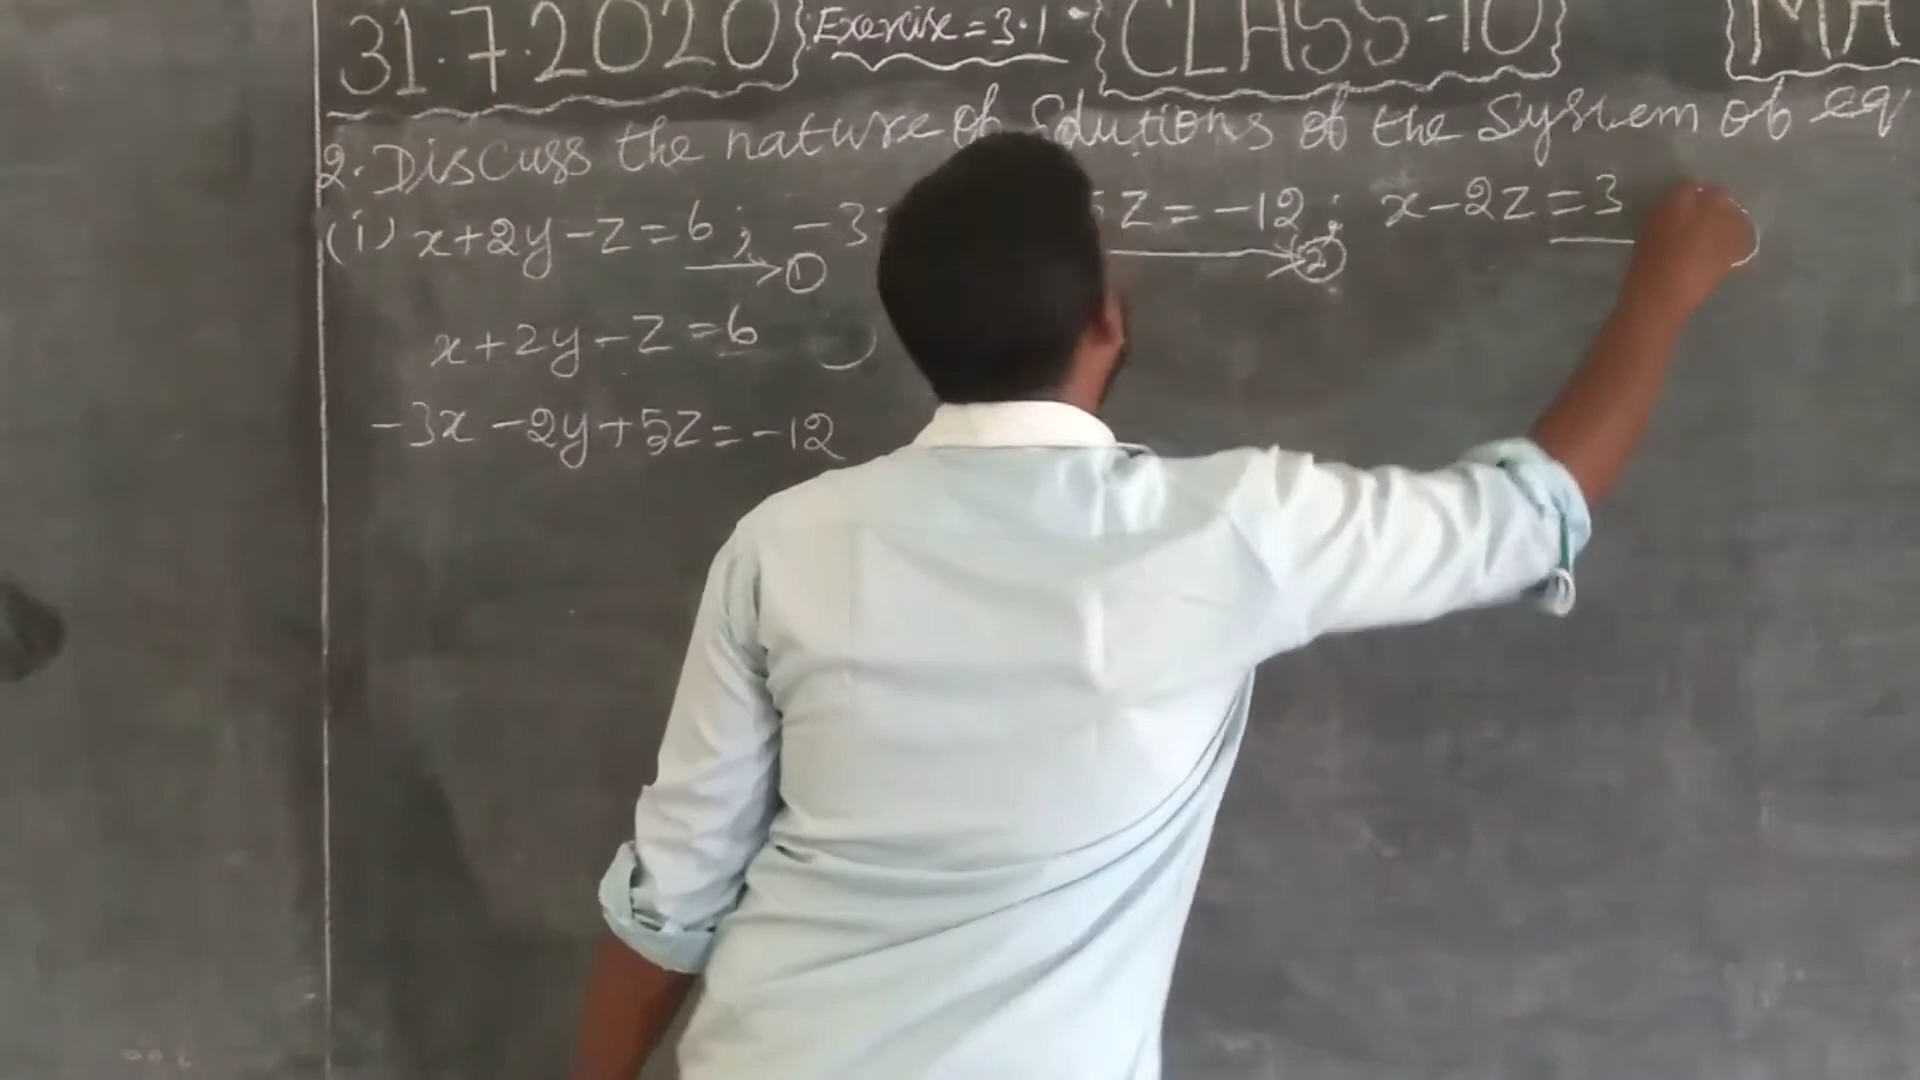 31.7.2020 Exercise = 3.1 CLASS-10 MA
2. Discuss the nature of Solutions of the System of eq
(i) x+2y-z=6; -3 5z=-12; x-2z=3
→① →②
x+2y-z=6
-3x-2y+5z=-12